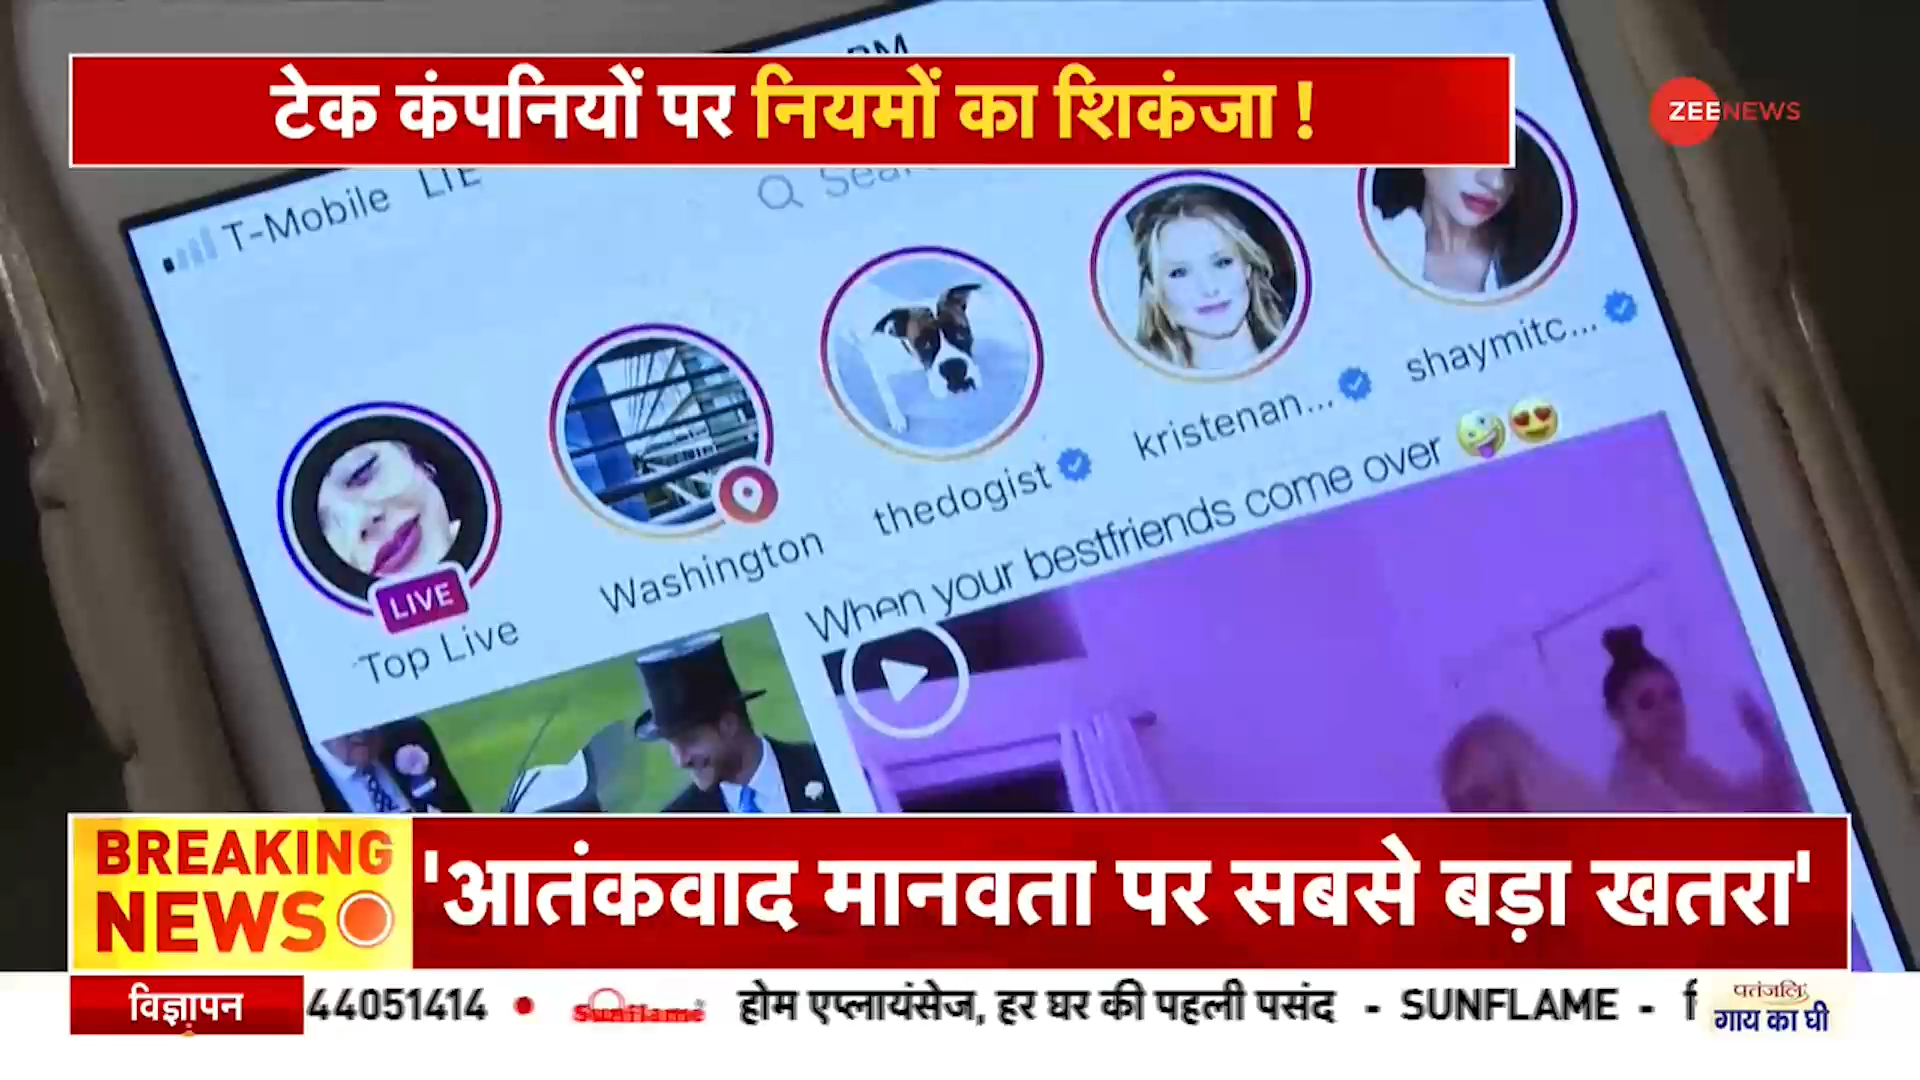 टेक कंपनियों पर नियमों का शिकंजा !
ZEENEWS
T-Mobile LTE
shaymitc...
kristenan...
thedogist
Washington
LIVE
Top Live
When your bestfriends come over 🤪😍
BREAKING
NEWS
'आतंकवाद मानवता पर सबसे बड़ा खतरा'
विज्ञापन
44051414 • Sunflame होम एप्लायंसेज, हर घर की पहली पसंद - SUNFLAME -
पतंजलि
गाय का घी